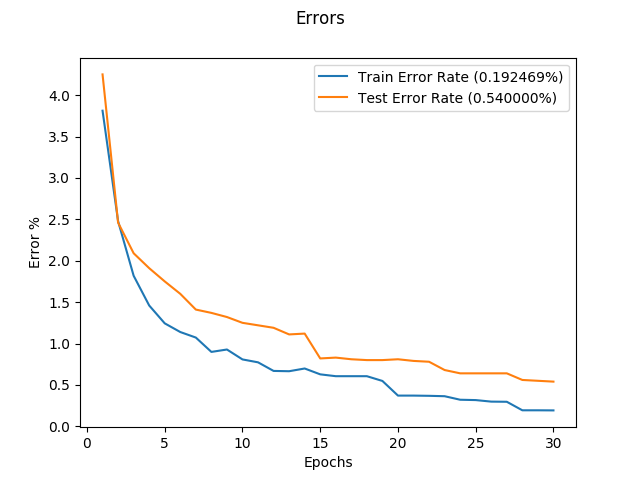 Errors
Train Error Rate (0.192469%)
Test Error Rate (0.540000%)
4.0
3.5
3.0
2.5
2.0
1.5
1.0
0.5
0.0
Error %
0 5 10 15 20 25 30
Epochs